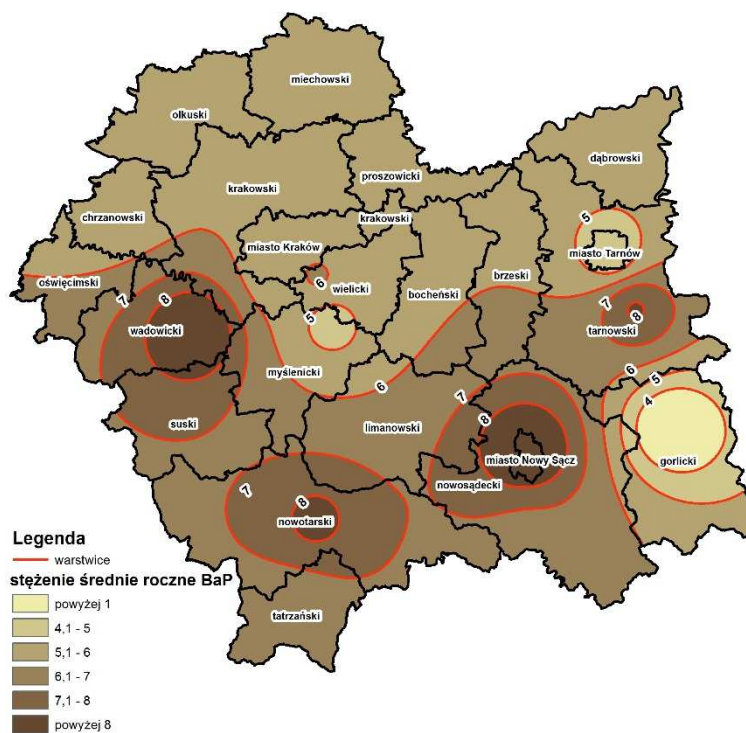 miechowski
olkuski
dąbrowski
proszowicki
krakowski
chrzanowski
krakowski
5
miasto Kraków
miasto Tarnów
oświęcimski
6
wielicki
brzeski
bocheński
7
8
7
8
wadowicki
5
tarnowski
myślenicki
6
6
5
7
4
limanowski
8
suski
miasto Nowy Sącz
gorlicki
nowosądecki
7
8
nowotarski
tatrzański
Legenda
warstwice
stężenie średnie roczne BaP
powyżej 1
4,1 - 5
5,1 - 6
6,1 - 7
7,1 - 8
powyżej 8